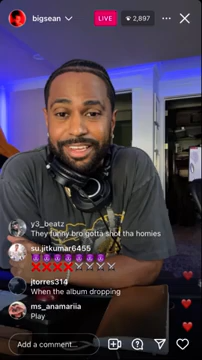 bigsean
LIVE
2,897
y3_beatz
They funny bro gotta shot tha homies
su.jitkumar6455
jtorres314
When the album dropping
ms_anamariia
Play
Add a comment...